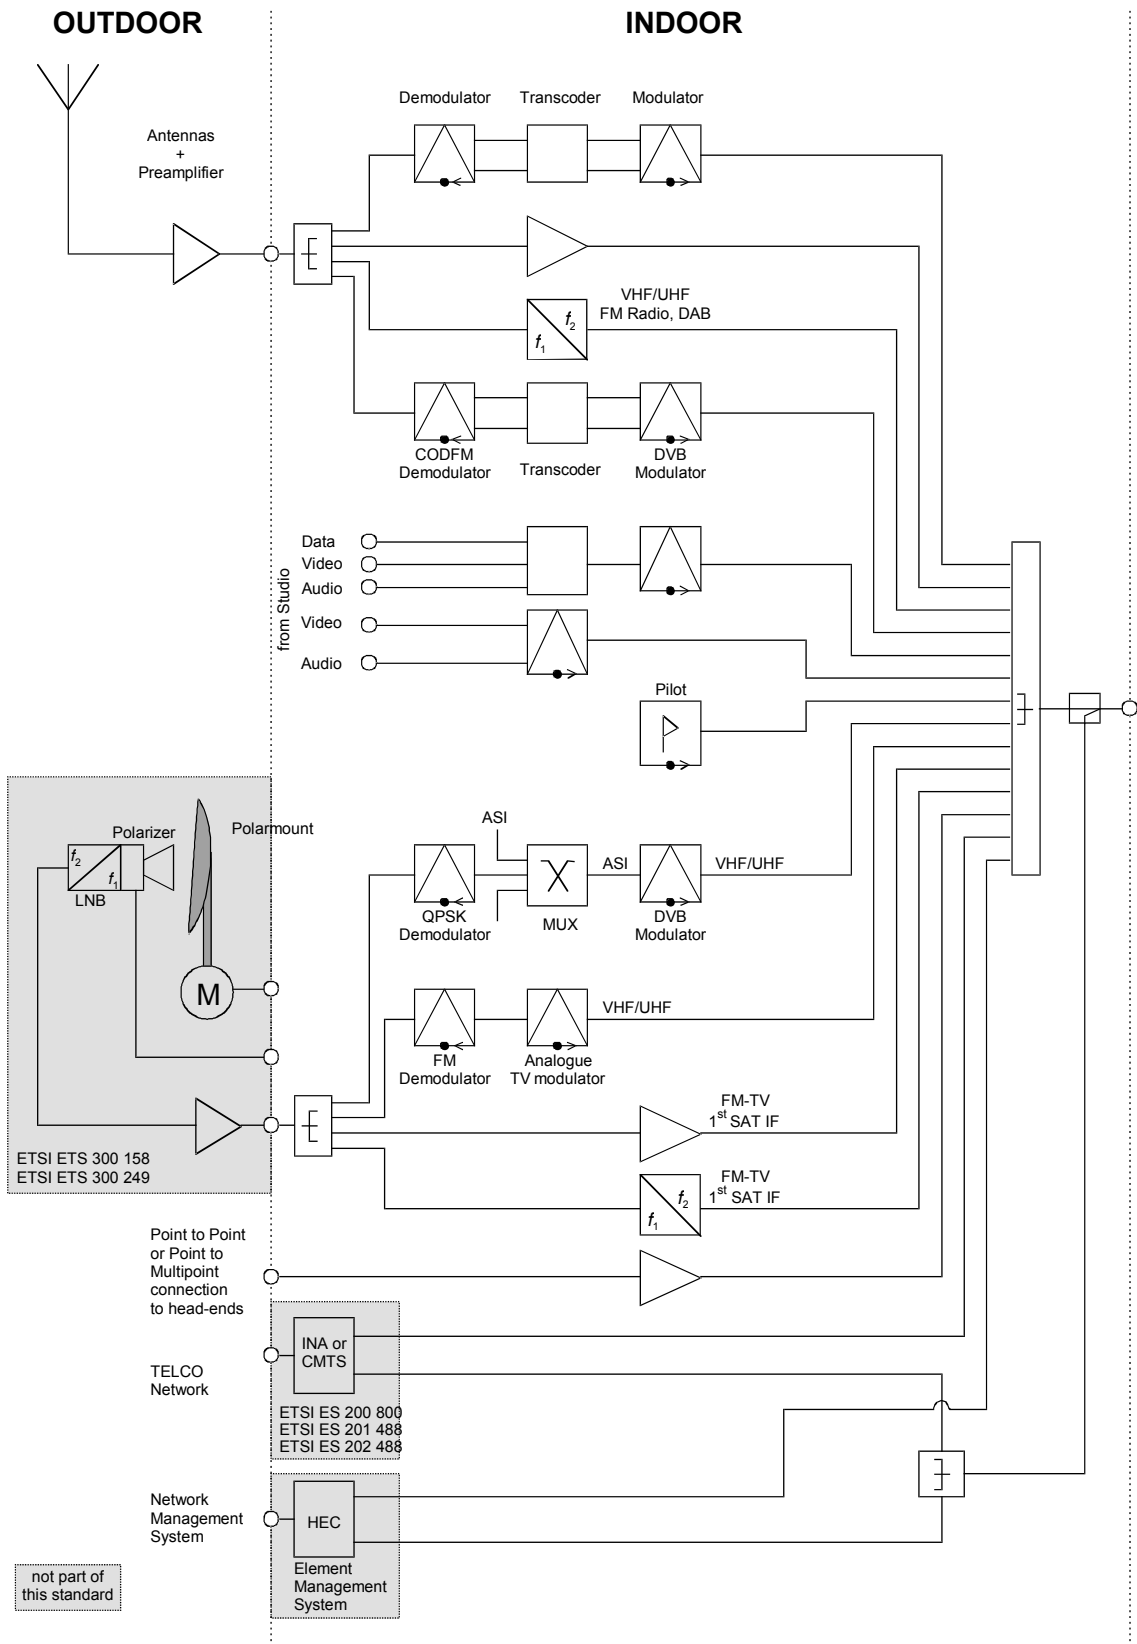 OUTDOOR
INDOOR
Demodulator
Transcoder
Modulator
Antennas
+
Preamplifier
VHF/UHF
FM Radio, DAB
f2
f1
CODFM
Demodulator
Transcoder
DVB
Modulator
from Studio
Data
Video
Audio
Video
Audio
Pilot
Polarizer
Polarmount
f2
f1
LNB
M
ASI
ASI
VHF/UHF
QPSK
Demodulator
MUX
DVB
Modulator
VHF/UHF
FM
Demodulator
Analogue
TV modulator
FM-TV
1st SAT IF
ETSI ETS 300 158
ETSI ETS 300 249
FM-TV
1st SAT IF
f2
f1
Point to Point
or Point to
Multipoint
connection
to head-ends
INA or
CMTS
TELCO
Network
ETSI ES 200 800
ETSI ES 201 488
ETSI ES 202 488
Network
Management
System
HEC
Element
Management
System
not part of
this standard